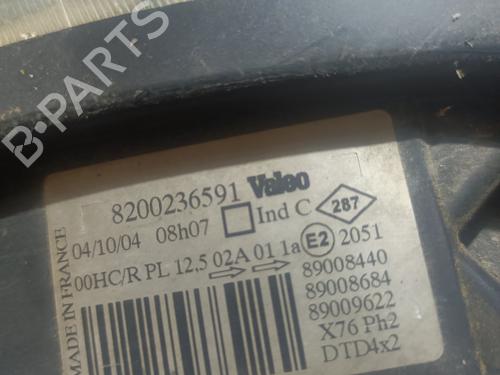 B-PARTS
8200236591 Valeo
04/10/04 08h07 Ind C 287
00HC/R PL 12,5 02A 01 1a E2 2051
89008440
89008684
89009622
X76 Ph2
DTD4x2
MADE IN FRANCE